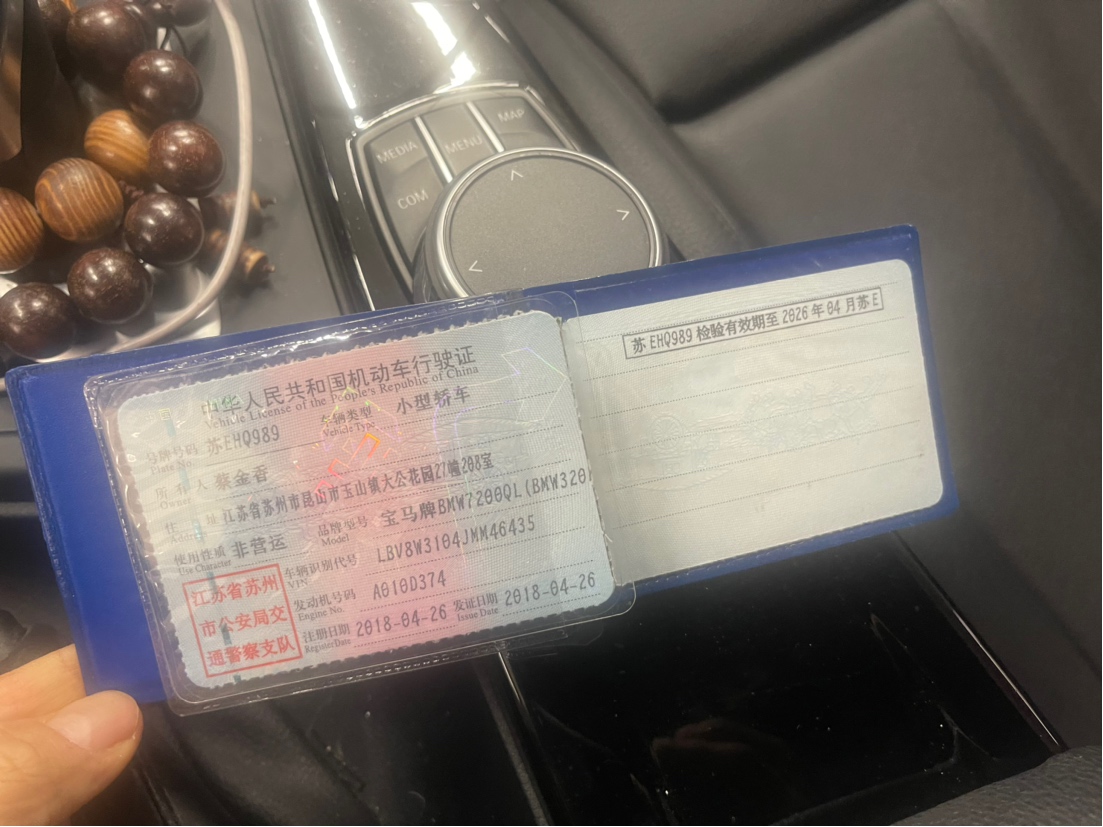 MEDIA
MENU
MAP
COM
中华人民共和国机动车行驶证
Vehicle License of the People's Republic of China
号牌号码 苏EHQ989 车辆类型 小型轿车
Plate No. Vehicle Type
所有人 蔡金香
Owner
住址 江苏省苏州市昆山市玉山镇大公花园27幢208室
Address
使用性质 非营运 品牌型号 宝马牌BMW7200QL(BMW320
Use Character Model
车辆识别代号 LBV8W3104JMM46435
VIN
发动机号码 A010D374
Engine No.
注册日期 2018-04-26 发证日期 2018-04-26
Register Date Issue Date
江苏省苏州
市公安局交
通警察支队
苏EHQ989 检验有效期至 2026年04月苏E